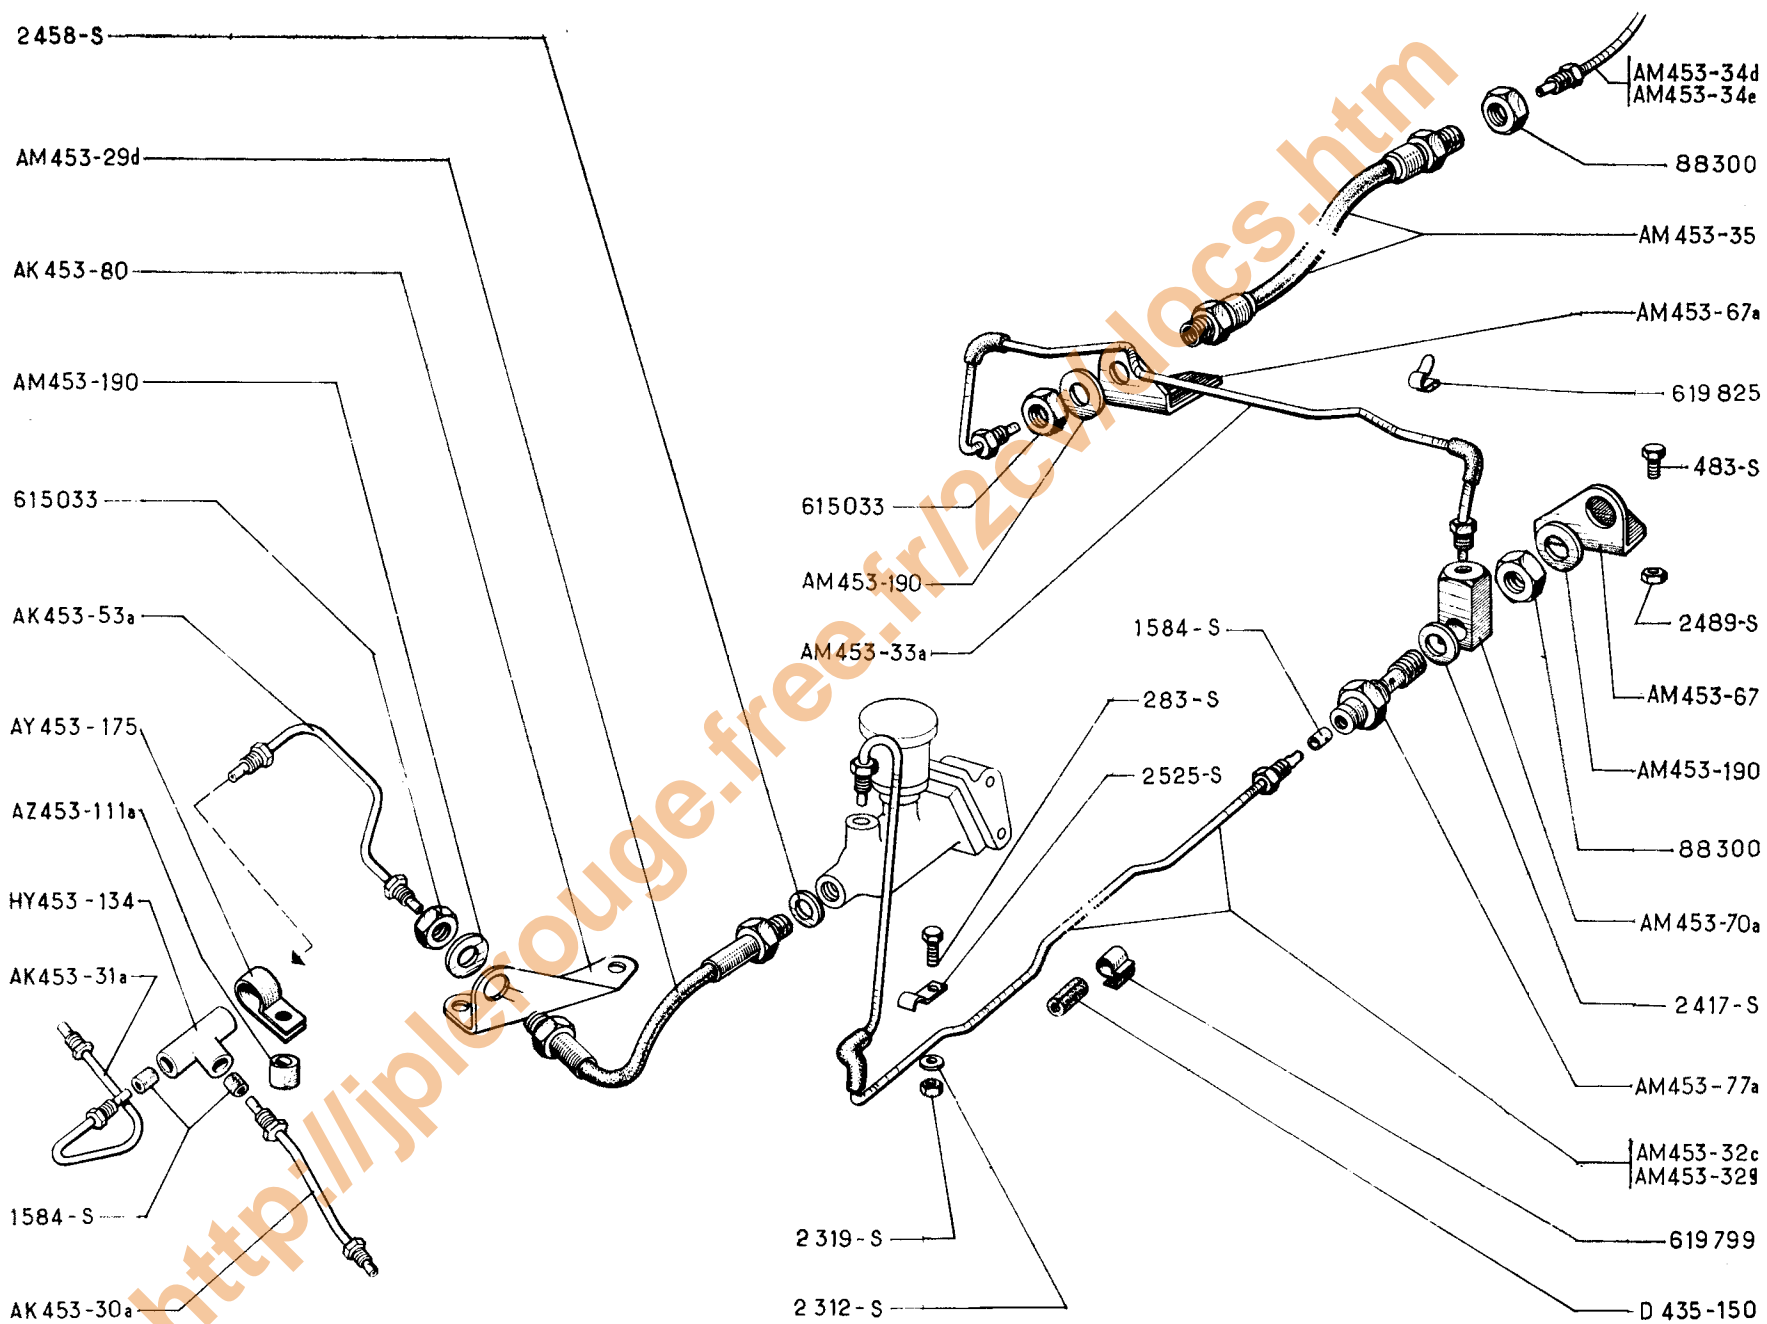 2458-S
AM453-29d
AK453-80
AM453-190
615033
AK453-53a
AY453-175
AZ453-111a
HY453-134
AK453-31a
1584-S
AK453-30a
615033
AM453-190
AM453-33a
1584-S
283-S
2525-S
2319-S
2312-S
AM453-34d
AM453-34e
88300
AM453-35
AM453-67a
619825
483-S
2489-S
AM453-67
AM453-190
88300
AM453-70a
2417-S
AM453-77a
AM453-32c
AM453-32g
619799
D 435-150
http://jplerouge.free.fr/2cv/docs.htm